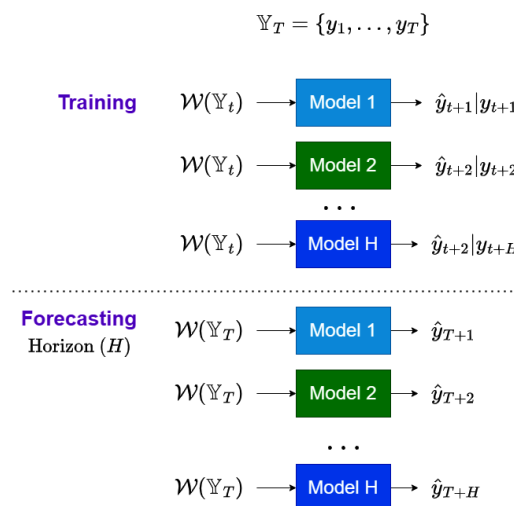 𝕐_T = {y_1, . . . , y_T}
Training
𝒲(𝕐_t) Model 1 ŷ_{t+1}|y_{t+1}
𝒲(𝕐_t) Model 2 ŷ_{t+2}|y_{t+2}
. . .
𝒲(𝕐_t) Model H ŷ_{t+2}|y_{t+H}
Forecasting
Horizon (H)
𝒲(𝕐_T) Model 1 ŷ_{T+1}
𝒲(𝕐_T) Model 2 ŷ_{T+2}
. . .
𝒲(𝕐_T) Model H ŷ_{T+H}